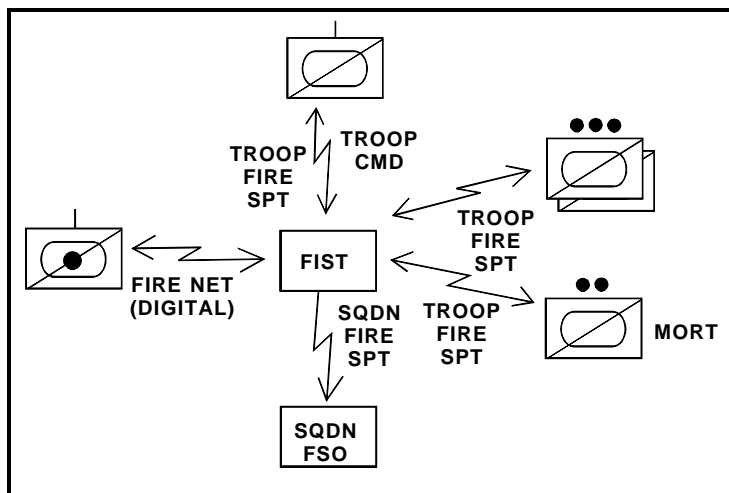 TROOP
FIRE
SPT
TROOP
CMD
TROOP
FIRE
SPT
FIRE NET
(DIGITAL)
FIST
SQDN
FIRE
SPT
TROOP
FIRE
SPT
MORT
SQDN
FSO